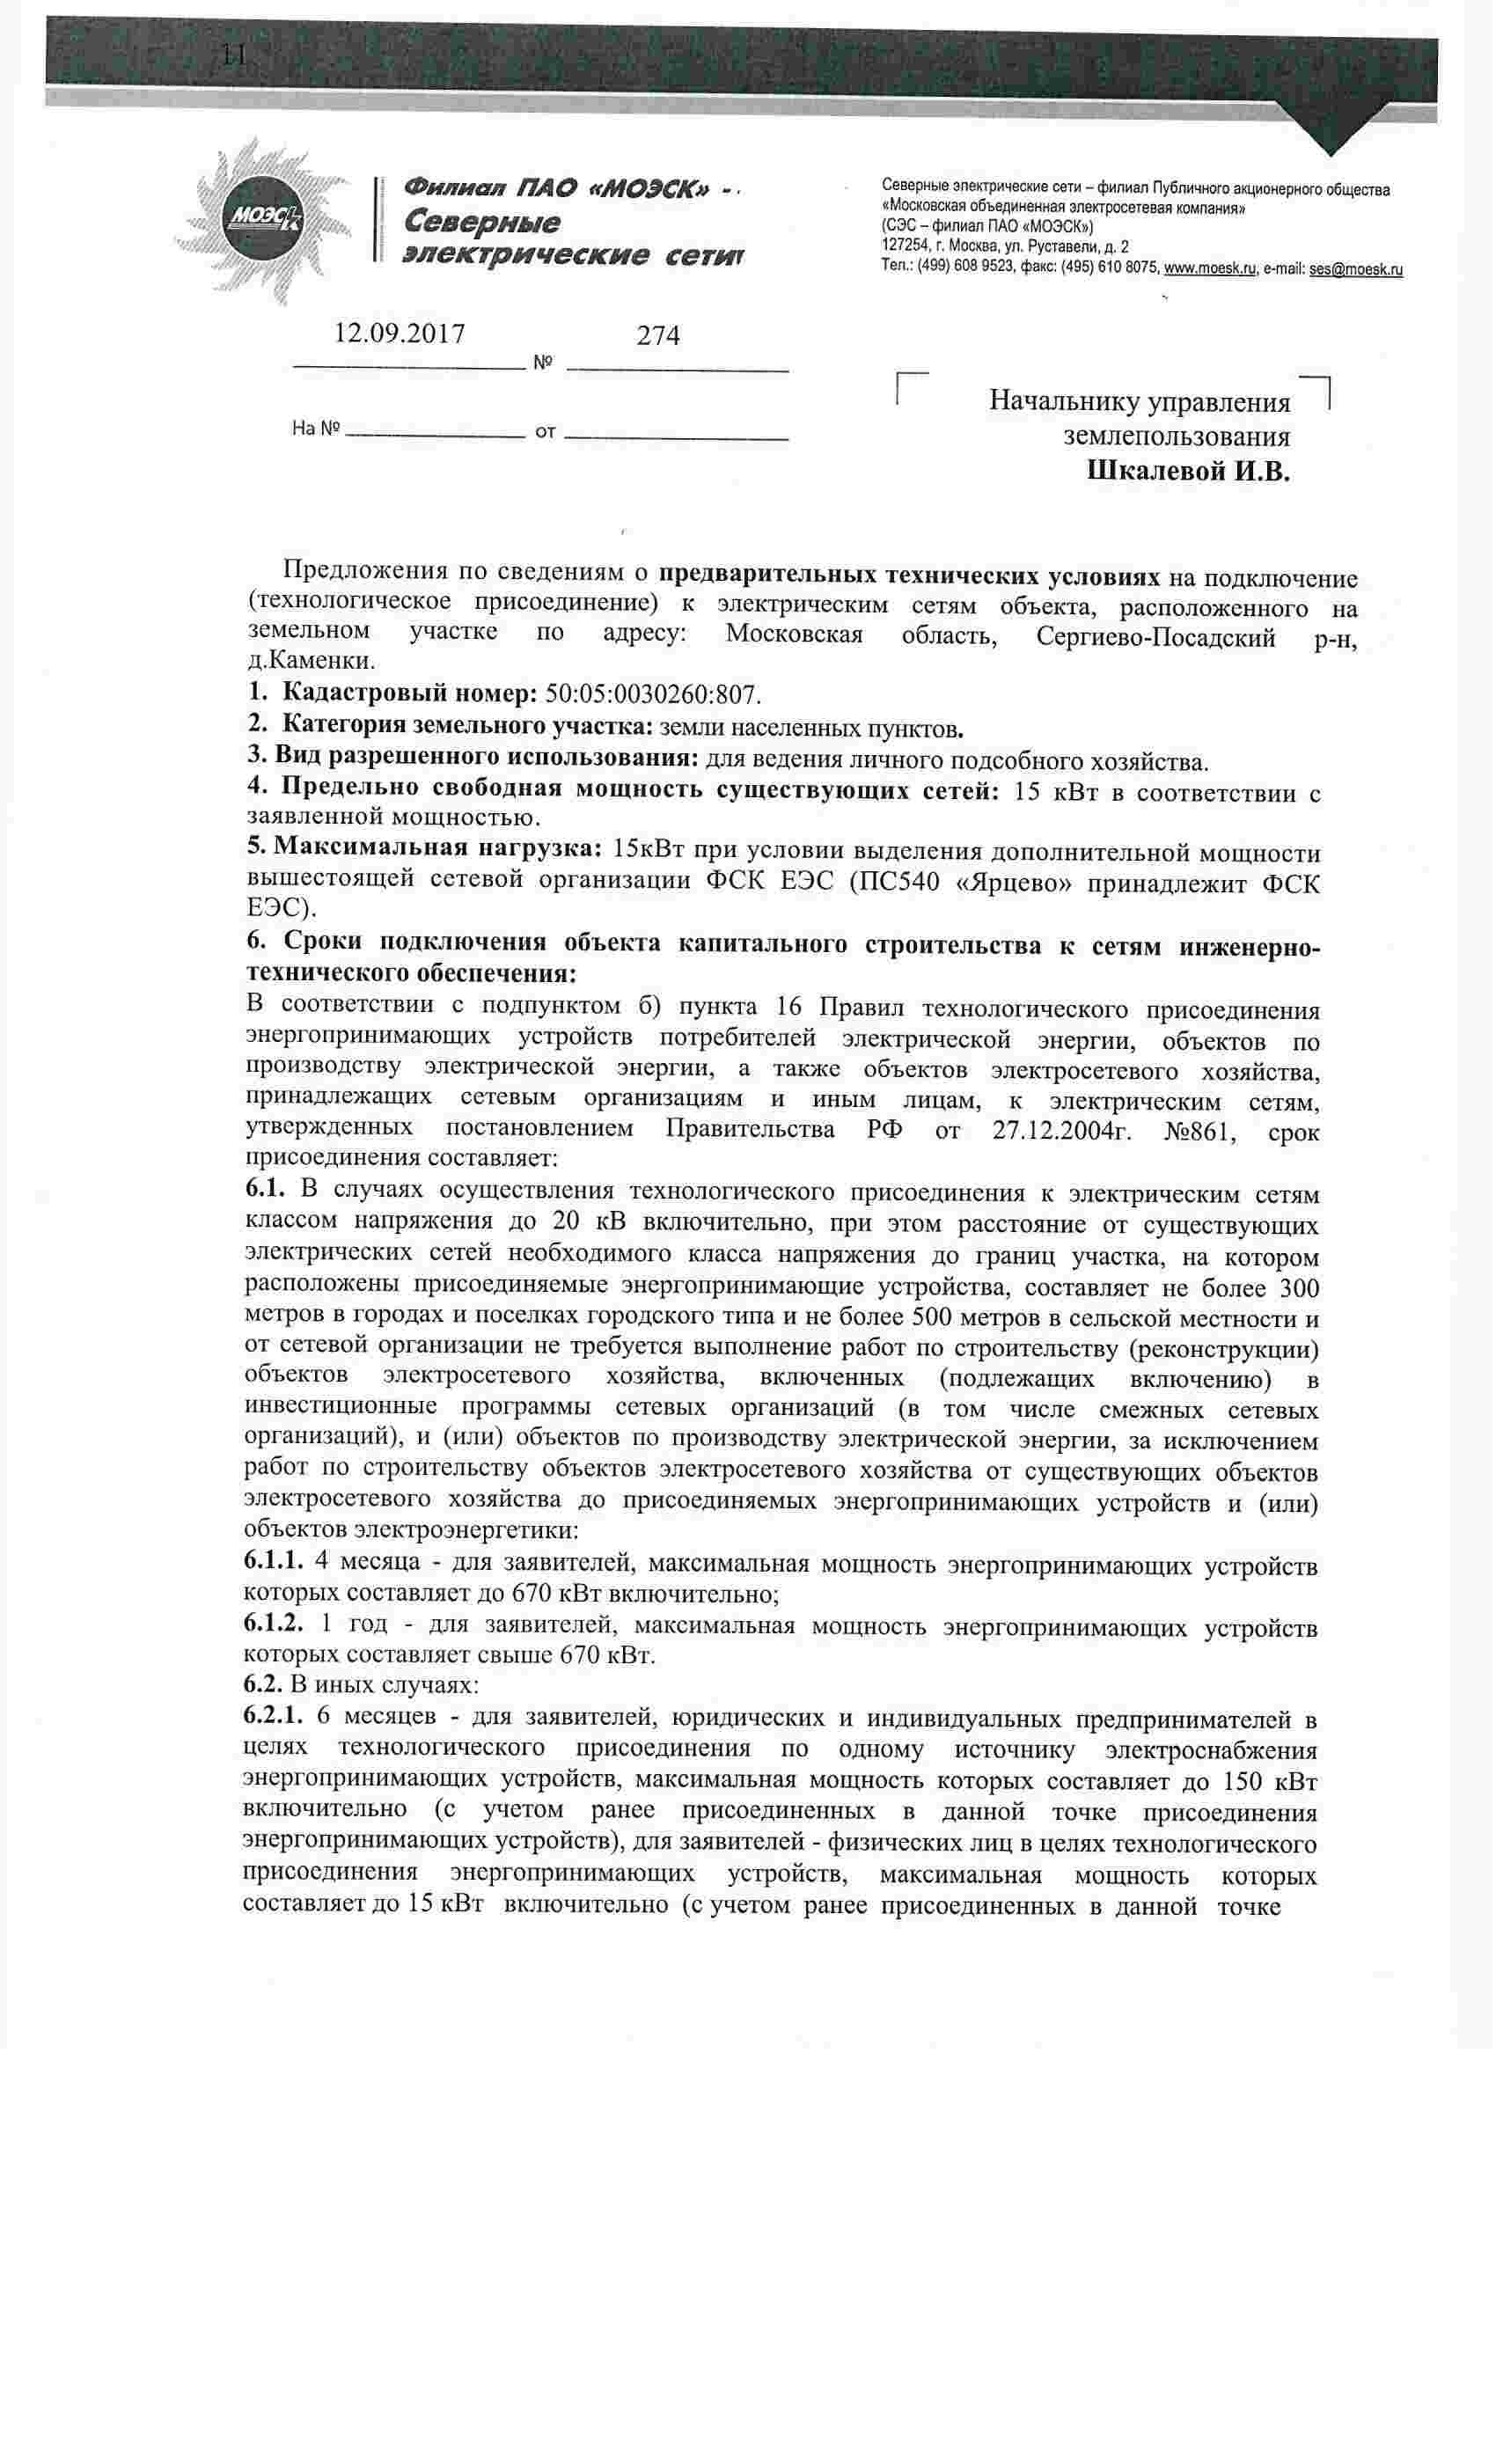 11
МОЭСК
Филиал ПАО «МОЭСК» -
Северные
электрические сети
Северные электрические сети – филиал Публичного акционерного общества
«Московская объединенная электросетевая компания»
(СЭС – филиал ПАО «МОЭСК»)
127254, г. Москва, ул. Руставели, д. 2
Тел.: (499) 608 9523, факс: (495) 610 8075, www.moesk.ru, e-mail: ses@moesk.ru
12.09.2017 № 274
На № от
Начальнику управления
землепользования
Шкалевой И.В.
Предложения по сведениям о предварительных технических условиях на подключение
(технологическое присоединение) к электрическим сетям объекта, расположенного на
земельном участке по адресу: Московская область, Сергиево-Посадский р-н,
д.Каменки.
1. Кадастровый номер: 50:05:0030260:807.
2. Категория земельного участка: земли населенных пунктов.
3. Вид разрешенного использования: для ведения личного подсобного хозяйства.
4. Предельно свободная мощность существующих сетей: 15 кВт в соответствии с
заявленной мощностью.
5. Максимальная нагрузка: 15кВт при условии выделения дополнительной мощности
вышестоящей сетевой организации ФСК ЕЭС (ПС540 «Ярцево» принадлежит ФСК
ЕЭС).
6. Сроки подключения объекта капитального строительства к сетям инженерно-
технического обеспечения:
В соответствии с подпунктом б) пункта 16 Правил технологического присоединения
энергопринимающих устройств потребителей электрической энергии, объектов по
производству электрической энергии, а также объектов электросетевого хозяйства,
принадлежащих сетевым организациям и иным лицам, к электрическим сетям,
утвержденных постановлением Правительства РФ от 27.12.2004г. №861, срок
присоединения составляет:
6.1. В случаях осуществления технологического присоединения к электрическим сетям
классом напряжения до 20 кВ включительно, при этом расстояние от существующих
электрических сетей необходимого класса напряжения до границ участка, на котором
расположены присоединяемые энергопринимающие устройства, составляет не более 300
метров в городах и поселках городского типа и не более 500 метров в сельской местности и
от сетевой организации не требуется выполнение работ по строительству (реконструкции)
объектов электросетевого хозяйства, включенных (подлежащих включению) в
инвестиционные программы сетевых организаций (в том числе смежных сетевых
организаций), и (или) объектов по производству электрической энергии, за исключением
работ по строительству объектов электросетевого хозяйства от существующих объектов
электросетевого хозяйства до присоединяемых энергопринимающих устройств и (или)
объектов электроэнергетики:
6.1.1. 4 месяца - для заявителей, максимальная мощность энергопринимающих устройств
которых составляет до 670 кВт включительно;
6.1.2. 1 год - для заявителей, максимальная мощность энергопринимающих устройств
которых составляет свыше 670 кВт.
6.2. В иных случаях:
6.2.1. 6 месяцев - для заявителей, юридических и индивидуальных предпринимателей в
целях технологического присоединения по одному источнику электроснабжения
энергопринимающих устройств, максимальная мощность которых составляет до 150 кВт
включительно (с учетом ранее присоединенных в данной точке присоединения
энергопринимающих устройств), для заявителей - физических лиц в целях технологического
присоединения энергопринимающих устройств, максимальная мощность которых
составляет до 15 кВт включительно (с учетом ранее присоединенных в данной точке